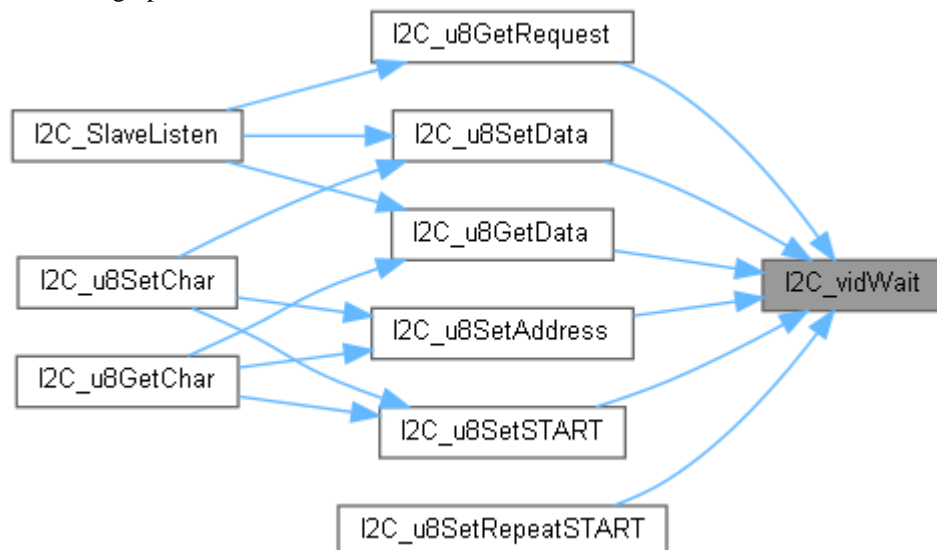 I2C_u8GetRequest
I2C_SlaveListen
I2C_u8SetData
I2C_u8GetData
I2C_u8SetChar
I2C_vidWait
I2C_u8SetAddress
I2C_u8GetChar
I2C_u8SetSTART
I2C_u8SetRepeatSTART